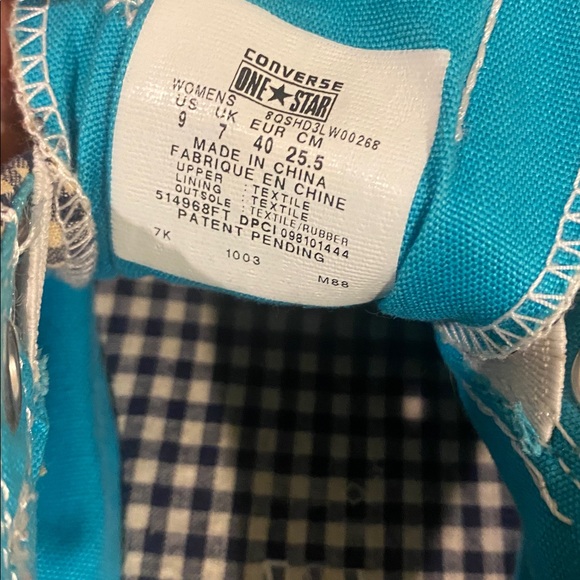 CONVERSE
ONE★STAR
8QSHD3LW00268
WOMENS
US UK EUR CM
9 7 40 25.5
MADE IN CHINA
FABRIQUE EN CHINE
UPPER : TEXTILE
LINING : TEXTILE
OUTSOLE : TEXTILE/RUBBER
514968FT DPCI 098101444
PATENT PENDING
7K 1003 M88